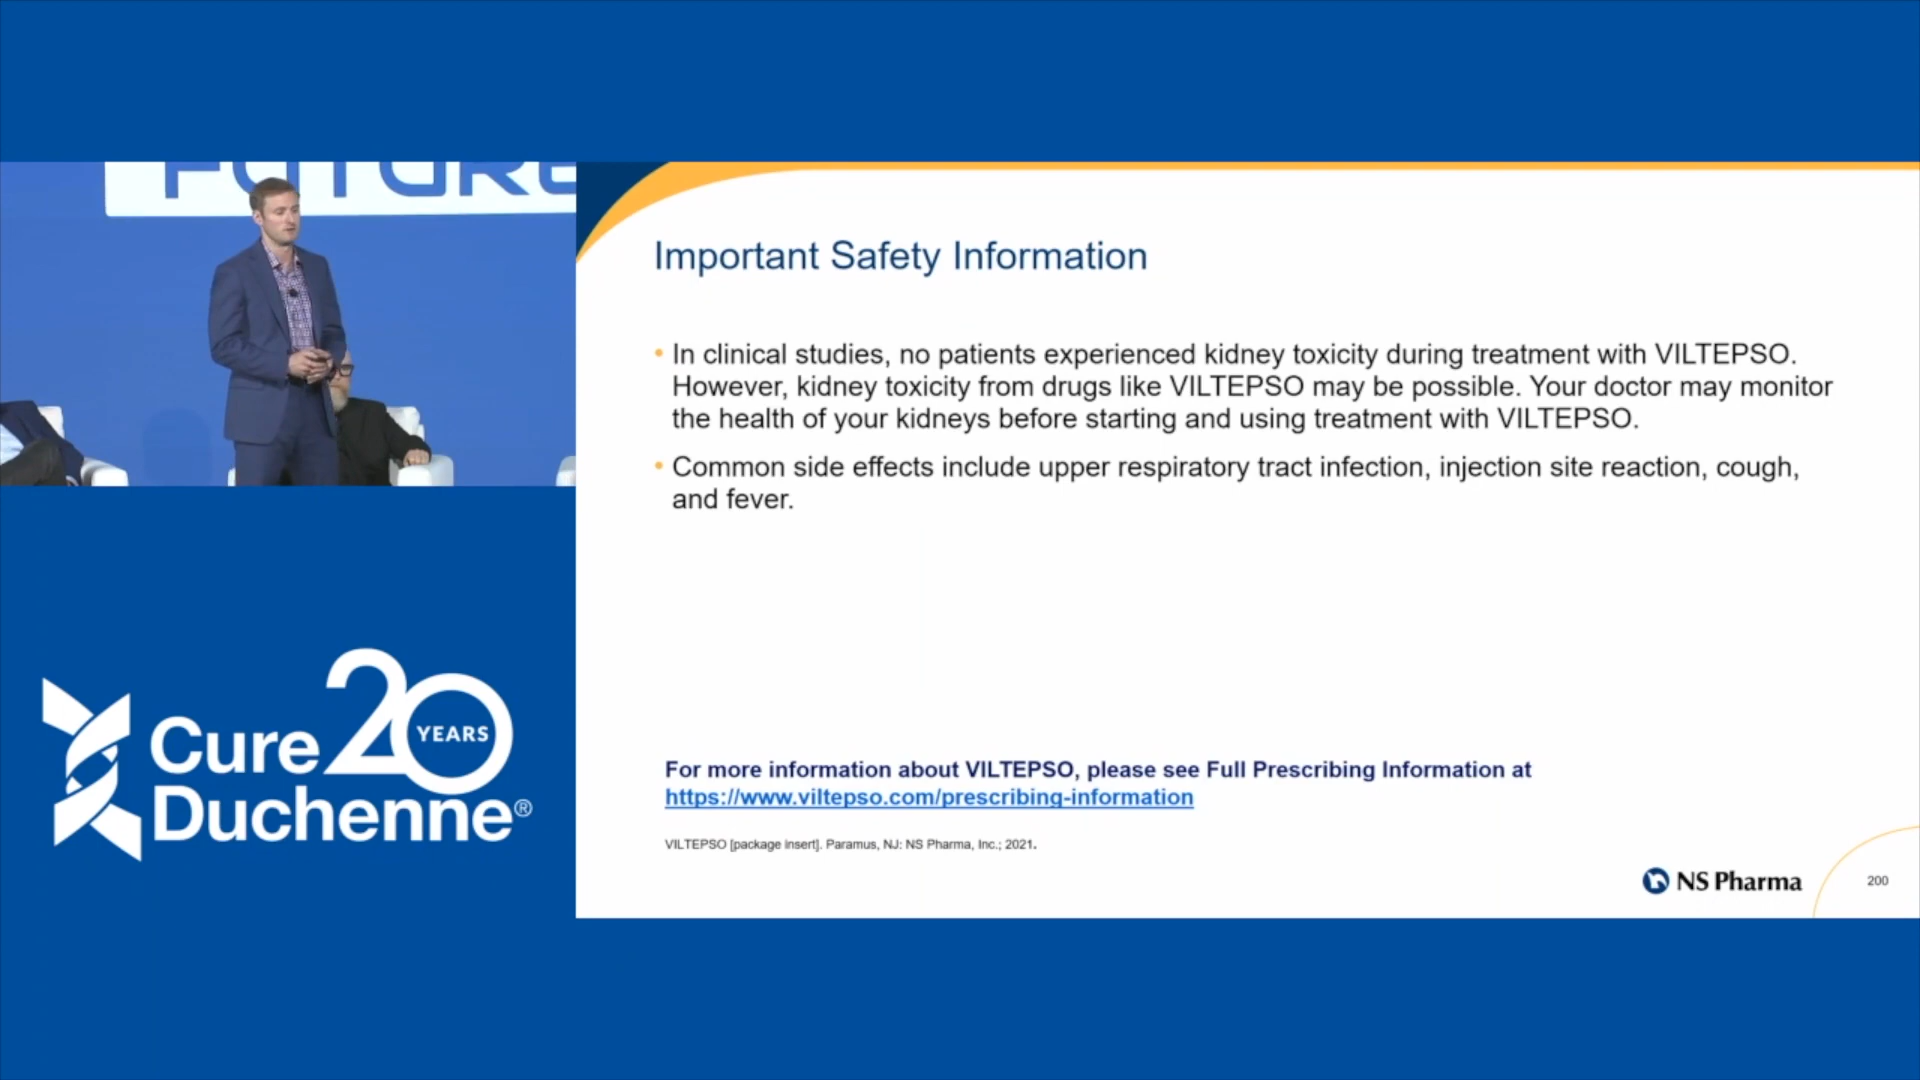 FUTURE
Important Safety Information
• In clinical studies, no patients experienced kidney toxicity during treatment with VILTEPSO.
However, kidney toxicity from drugs like VILTEPSO may be possible. Your doctor may monitor
the health of your kidneys before starting and using treatment with VILTEPSO.
• Common side effects include upper respiratory tract infection, injection site reaction, cough,
and fever.
For more information about VILTEPSO, please see Full Prescribing Information at
https://www.viltepso.com/prescribing-information
VILTEPSO [package insert]. Paramus, NJ: NS Pharma, Inc.; 2021.
NS Pharma
200
20
YEARS
Cure
Duchenne®